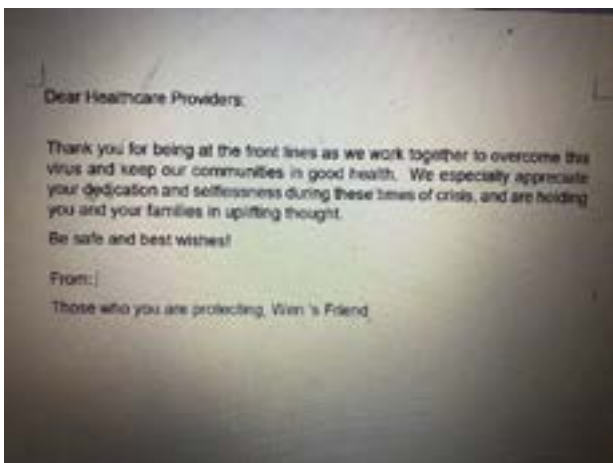 Dear Healthcare Providers:
Thank you for being at the front lines as we work together to overcome this
virus and keep our communities in good health. We especially appreciate
your dedication and selflessness during these times of crisis, and are holding
you and your families in uplifting thought.
Be safe and best wishes!
From:
Those who you are protecting, 's Friend